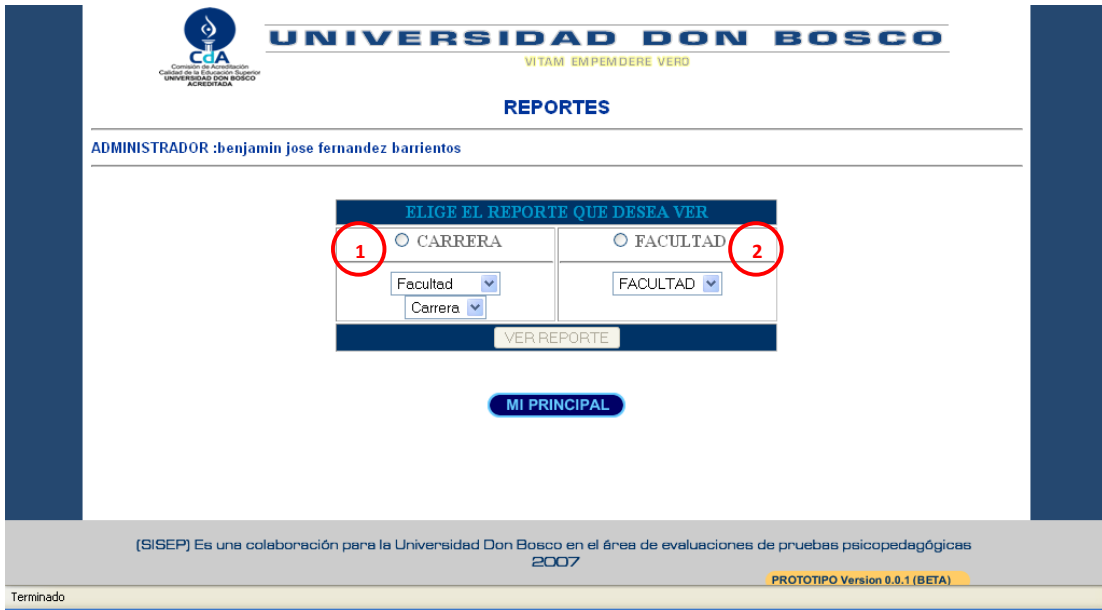 UNIVERSIDAD DON BOSCO
VITAM EMPEMDERE VERO
CdA
Comisión de Acreditación
Calidad de la Educación Superior
UNIVERSIDAD DON BOSCO
ACREDITADA
REPORTES
ADMINISTRADOR :benjamin jose fernandez barrientos
ELIGE EL REPORTE QUE DESEA VER
1 CARRERA
FACULTAD 2
Facultad
Carrera
FACULTAD
VER REPORTE
MI PRINCIPAL
(SISEP) Es una colaboración para la Universidad Don Bosco en el área de evaluaciones de pruebas psicopedagógicas
2007
PROTOTIPO Version 0.0.1 (BETA)
Terminado